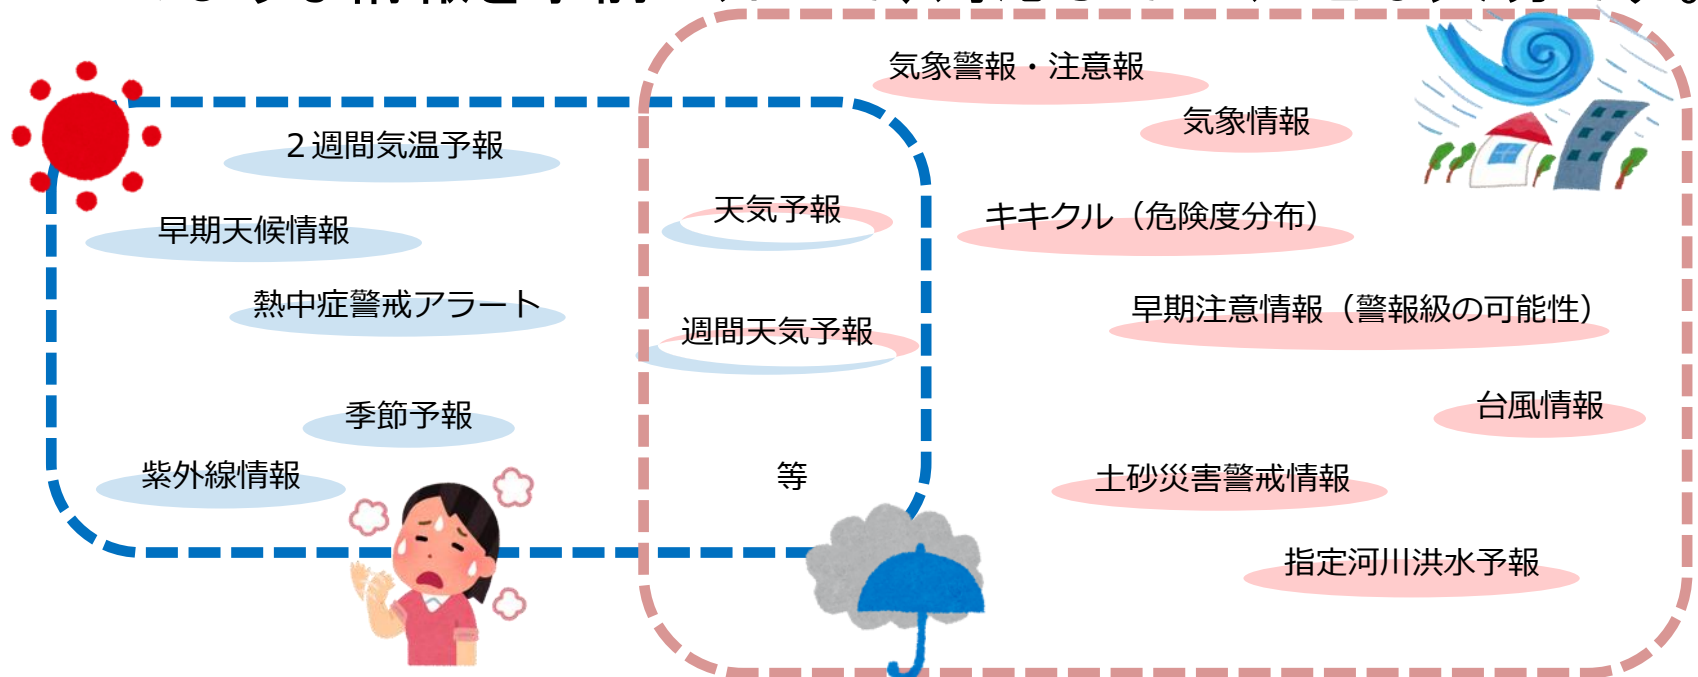 気象警報・注意報
気象情報
２週間気温予報
天気予報
早期天候情報
キキクル（危険度分布）
熱中症警戒アラート
週間天気予報
早期注意情報（警報級の可能性）
季節予報
台風情報
紫外線情報
等
土砂災害警戒情報
指定河川洪水予報